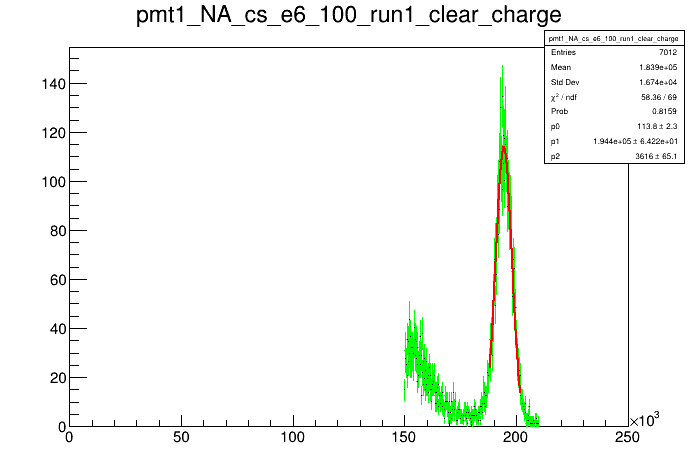 pmt1_NA_cs_e6_100_run1_clear_charge
pmt1_NA_cs_e6_100_run1_clear_charge
Entries 7012
Mean 1.839e+05
Std Dev 1.674e+04
χ² / ndf 58.36 / 69
Prob 0.8159
p0 113.8 ± 2.3
p1 1.944e+05 ± 6.422e+01
p2 3616 ± 65.1
140
120
100
80
60
40
20
0
0 50 100 150 200 250
×10³